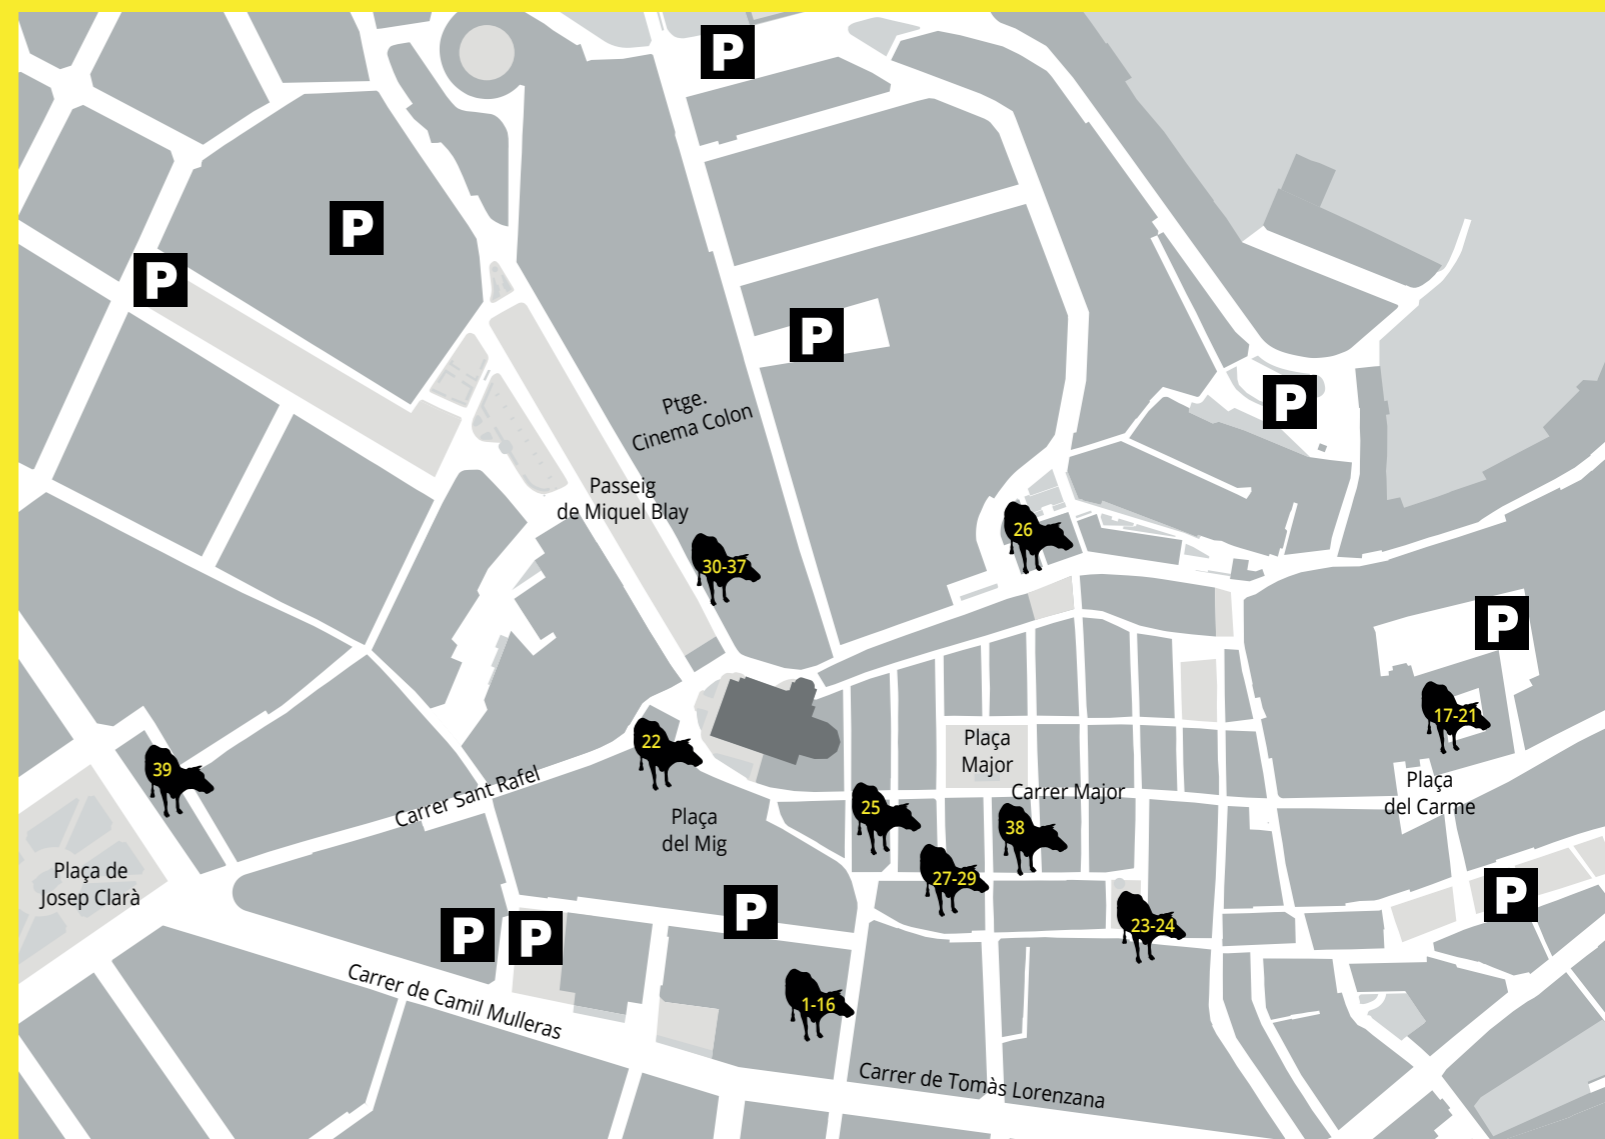 P
P
P
P
P
Ptge.
Cinema Colon
Passeig
de Miquel Blay
26
30-37
P
17-21
22
Plaça
Major
39
Carrer Sant Rafel
Carrer Major
Plaça
del Carme
25
Plaça
del Mig
38
Plaça de
Josep Clarà
27-29
P
P
P
P
23-24
1-16
Carrer de Camil Mulleras
Carrer de Tomàs Lorenzana